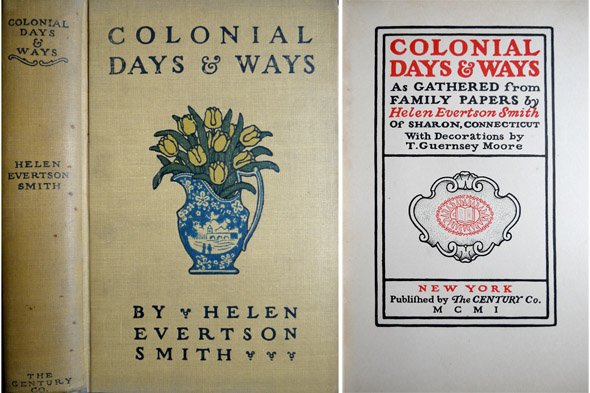 COLONIAL
DAYS
&
WAYS
HELEN
EVERTSON
SMITH
THE
CENTURY
CO.
COLONIAL
DAYS & WAYS
BY HELEN
EVERTSON
SMITH
COLONIAL
DAYS & WAYS
As GATHERED from
FAMILY PAPERS by
Helen Evertson Smith
Of SHARON, CONNECTICUT
With Decorations by
T. Guernsey Moore
NEW YORK
Publiſhed by The CENTURY Co.
MCMI